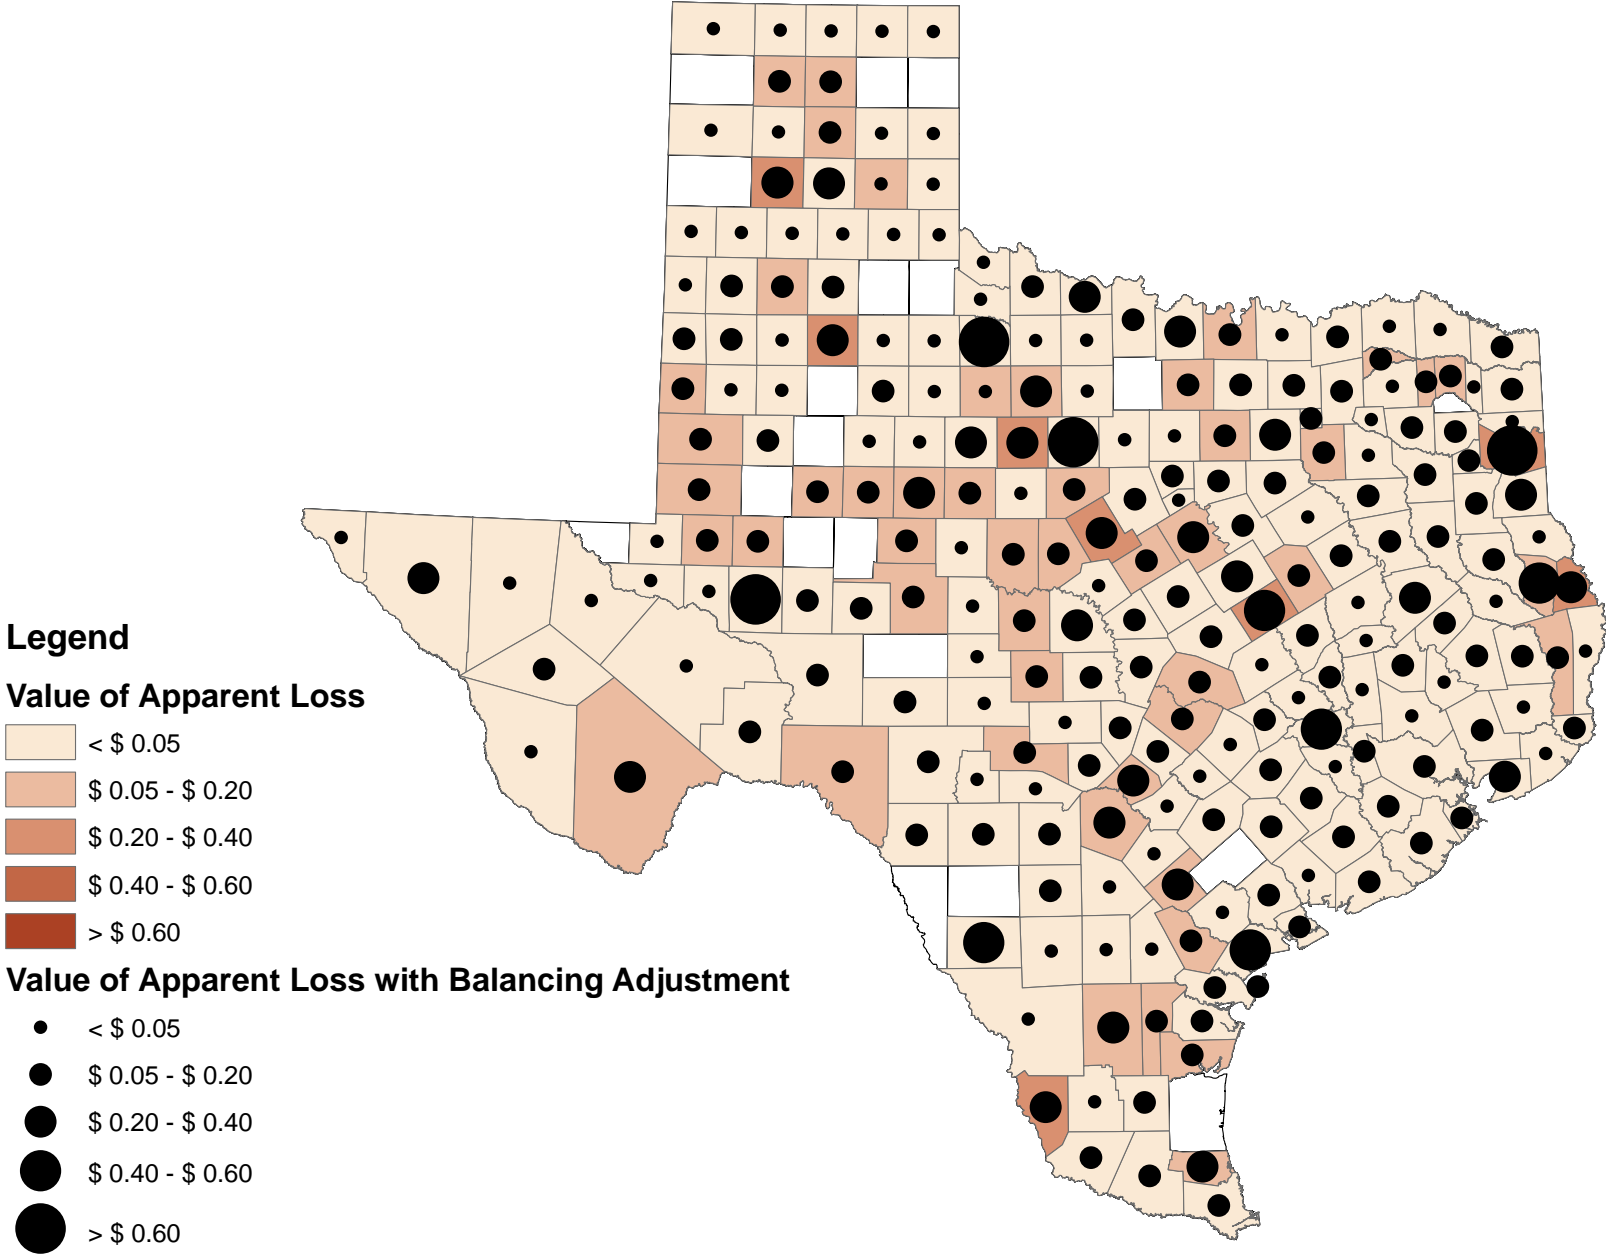 Legend
Value of Apparent Loss
< $ 0.05
$ 0.05 - $ 0.20
$ 0.20 - $ 0.40
$ 0.40 - $ 0.60
> $ 0.60
Value of Apparent Loss with Balancing Adjustment
< $ 0.05
$ 0.05 - $ 0.20
$ 0.20 - $ 0.40
$ 0.40 - $ 0.60
> $ 0.60